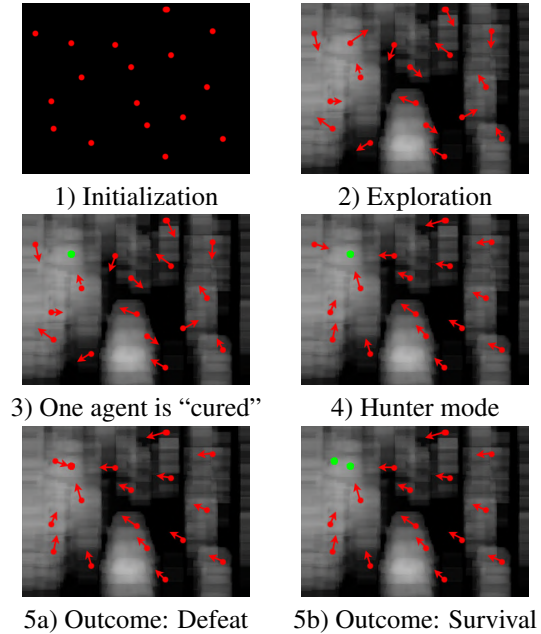 1) Initialization
2) Exploration
3) One agent is “cured”
4) Hunter mode
5a) Outcome: Defeat
5b) Outcome: Survival